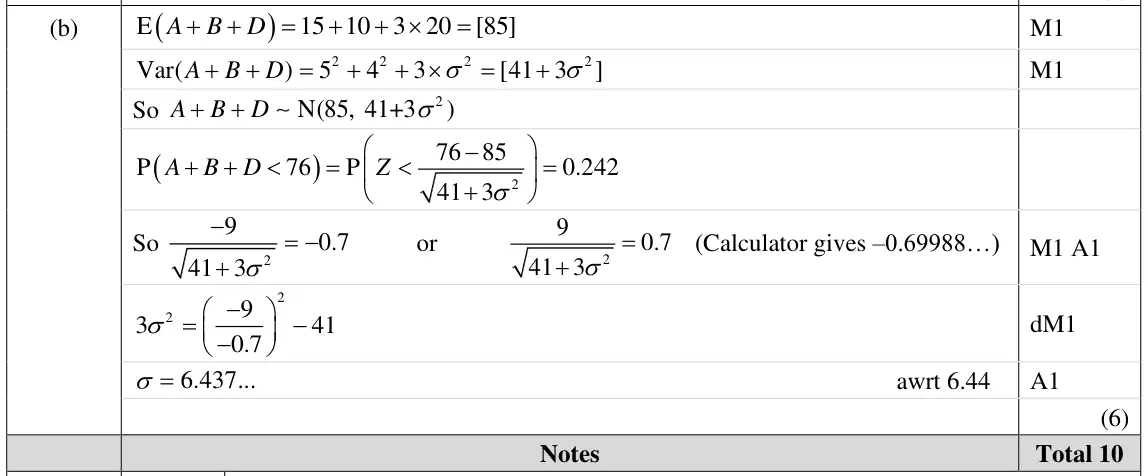 (b) E(A + B + D) = 15 + 10 + 3 × 20 = [85] M1
Var(A + B + D) = 5² + 4² + 3 × σ² = [41 + 3σ²] M1
So A + B + D ~ N(85, 41+3σ²)
P(A + B + D < 76) = P(Z < (76 − 85)/√(41 + 3σ²)) = 0.242
So −9/√(41 + 3σ²) = −0.7 or 9/√(41 + 3σ²) = 0.7 (Calculator gives –0.69988…) M1 A1
3σ² = (−9/−0.7)² − 41 dM1
σ = 6.437... awrt 6.44 A1
(6)
Notes Total 10